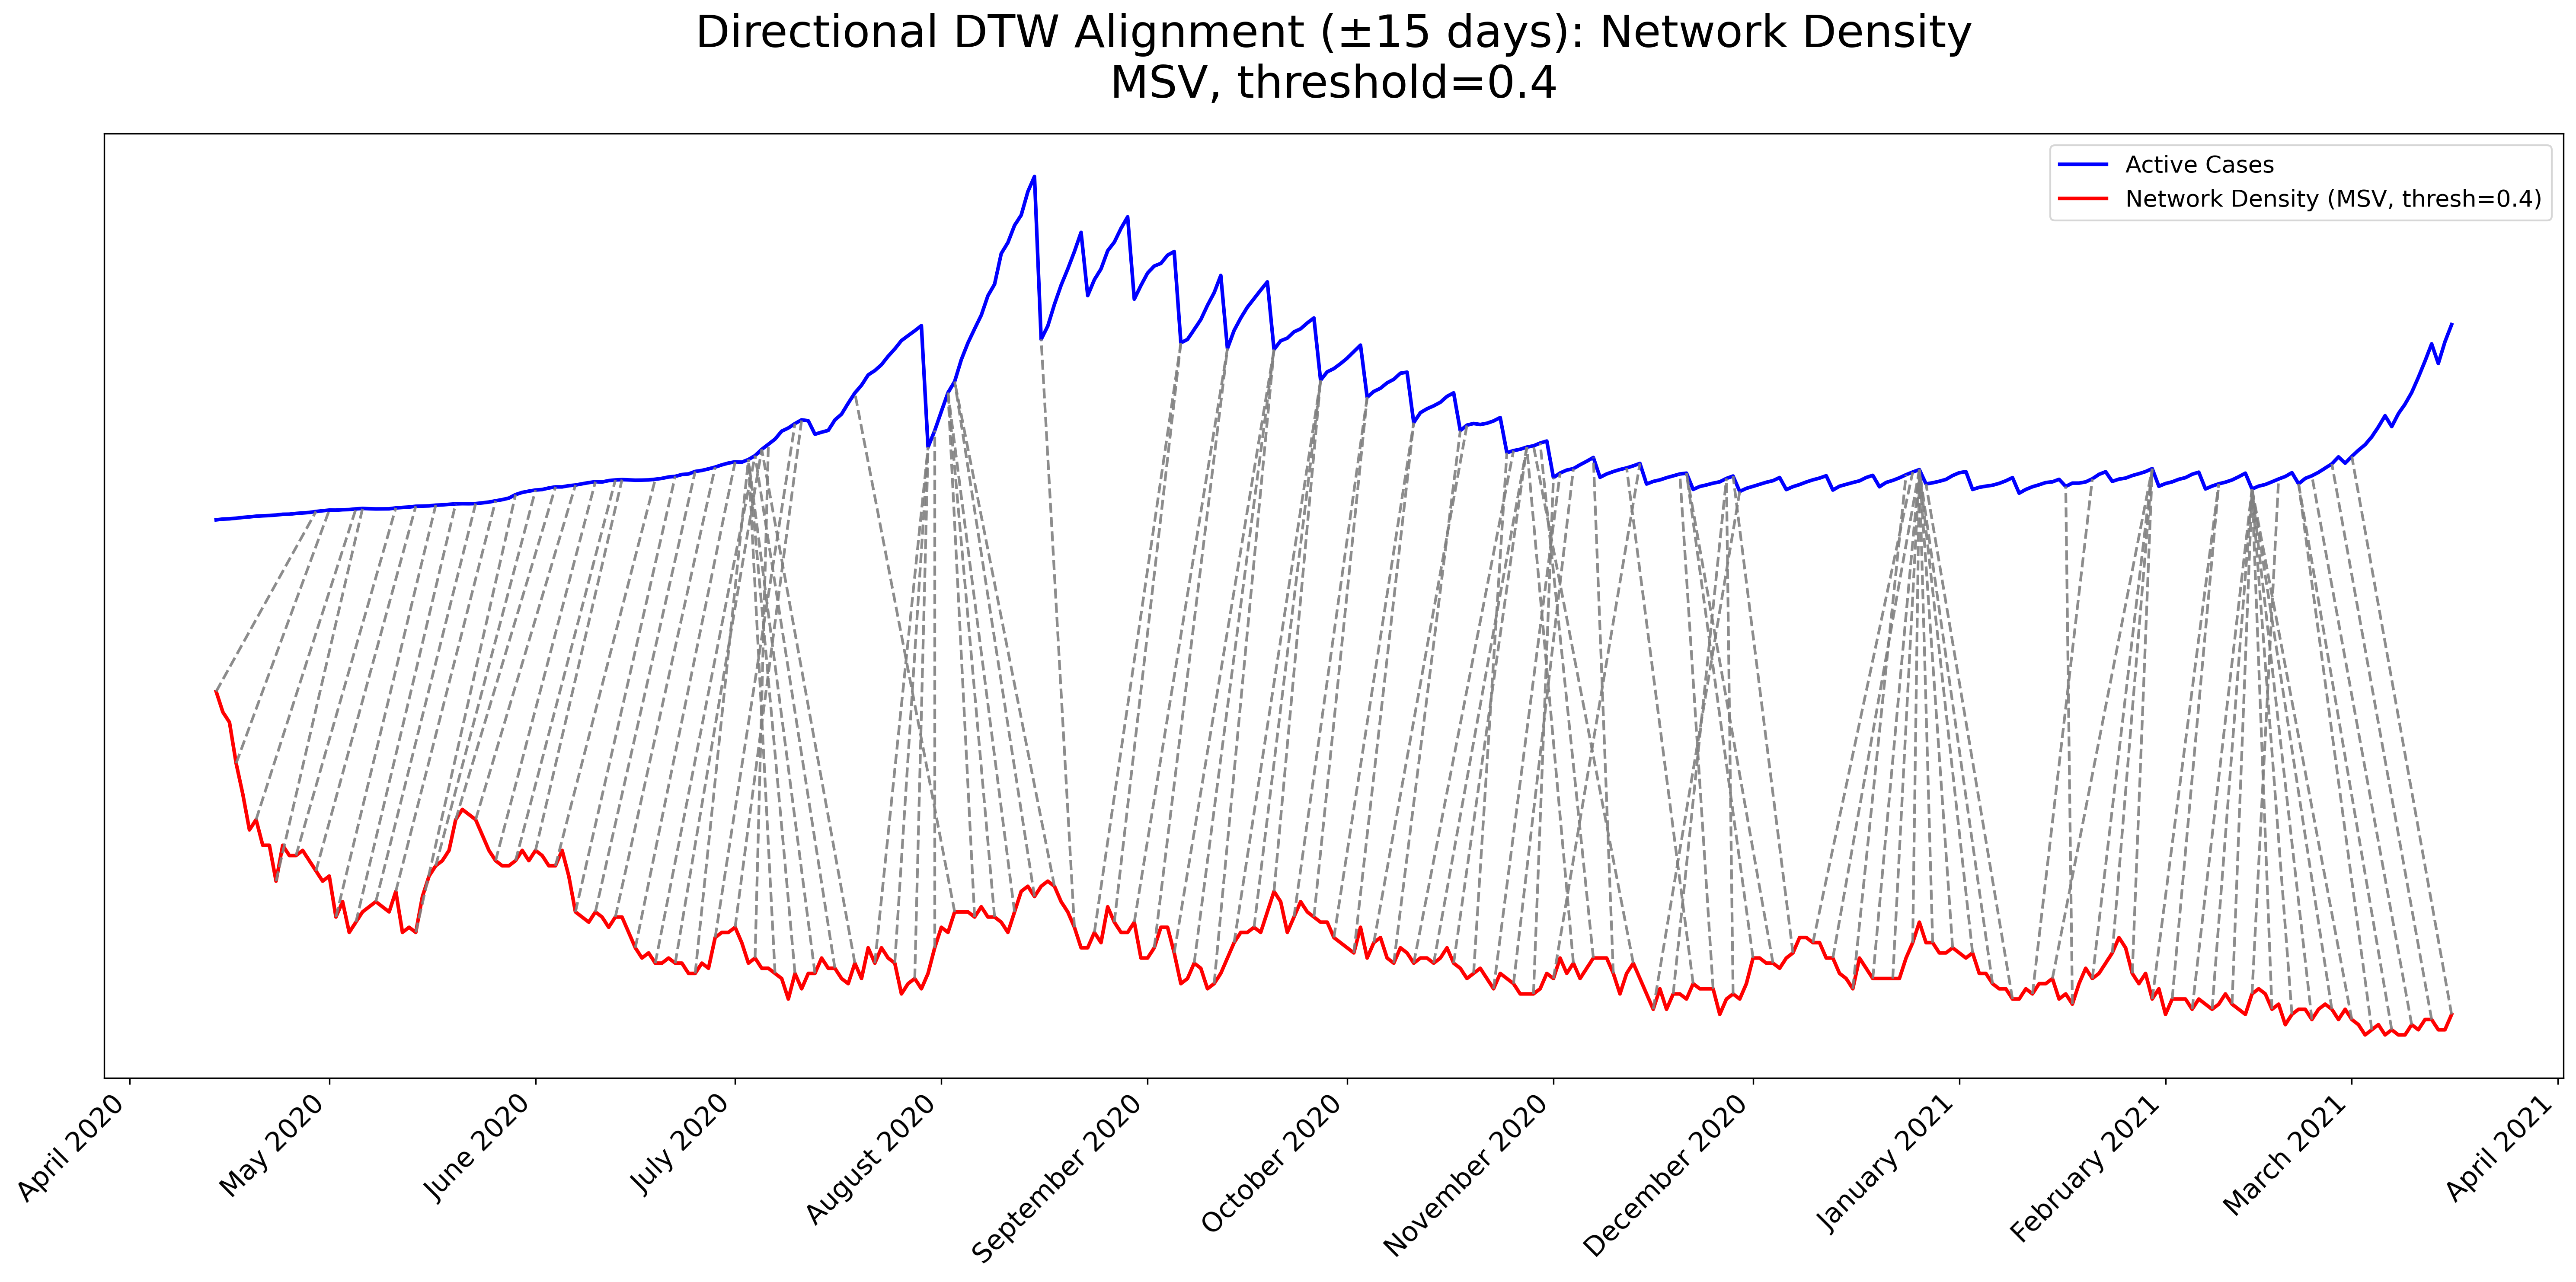 Directional DTW Alignment (±15 days): Network Density
MSV, threshold=0.4
Active Cases
Network Density (MSV, thresh=0.4)
April 2020
May 2020
June 2020
July 2020
August 2020
September 2020
October 2020
November 2020
December 2020
January 2021
February 2021
March 2021
April 2021